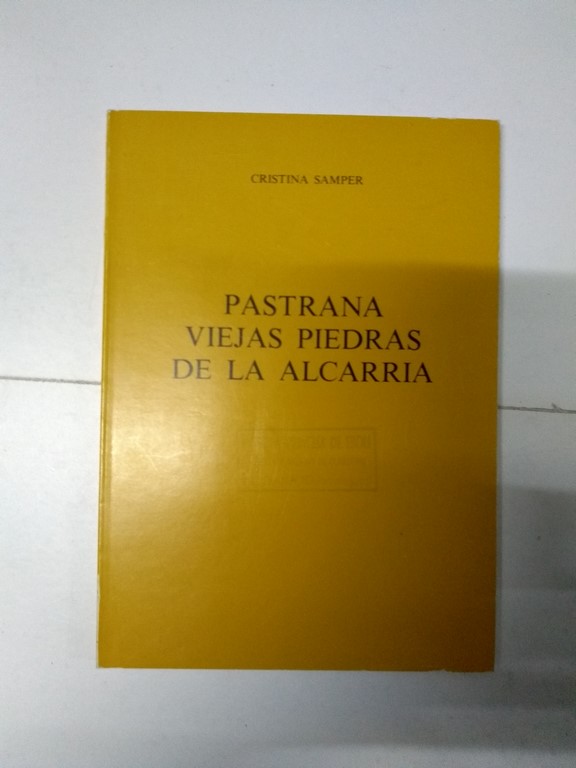 CRISTINA SAMPER
PASTRANA
VIEJAS PIEDRAS
DE LA ALCARRIA